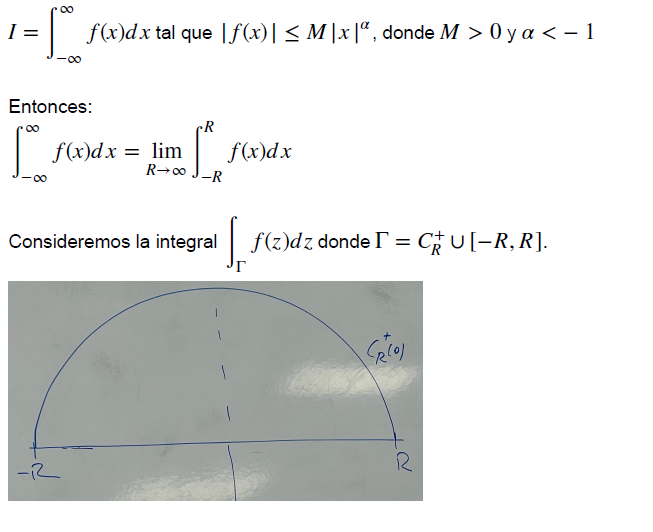 I = ∫_{-∞}^{∞} f(x)dx tal que |f(x)| ≤ M|x|^α, donde M > 0 y α < −1
Entonces:
∫_{-∞}^{∞} f(x)dx = lim_{R→∞} ∫_{-R}^{R} f(x)dx
Consideremos la integral ∫_Γ f(z)dz donde Γ = C_R^+ ∪ [−R, R].
C_R^+(0)
-R R